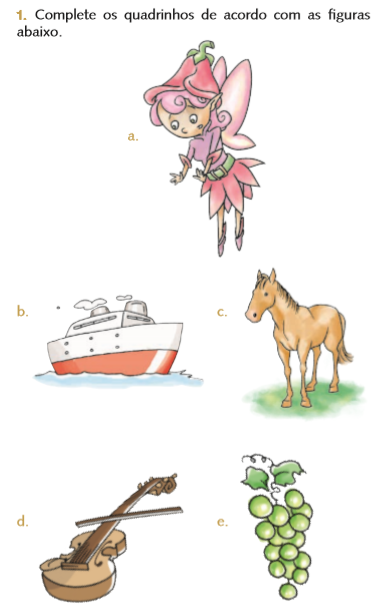 1. Complete os quadrinhos de acordo com as figuras
abaixo.
a.
b.
c.
d.
e.